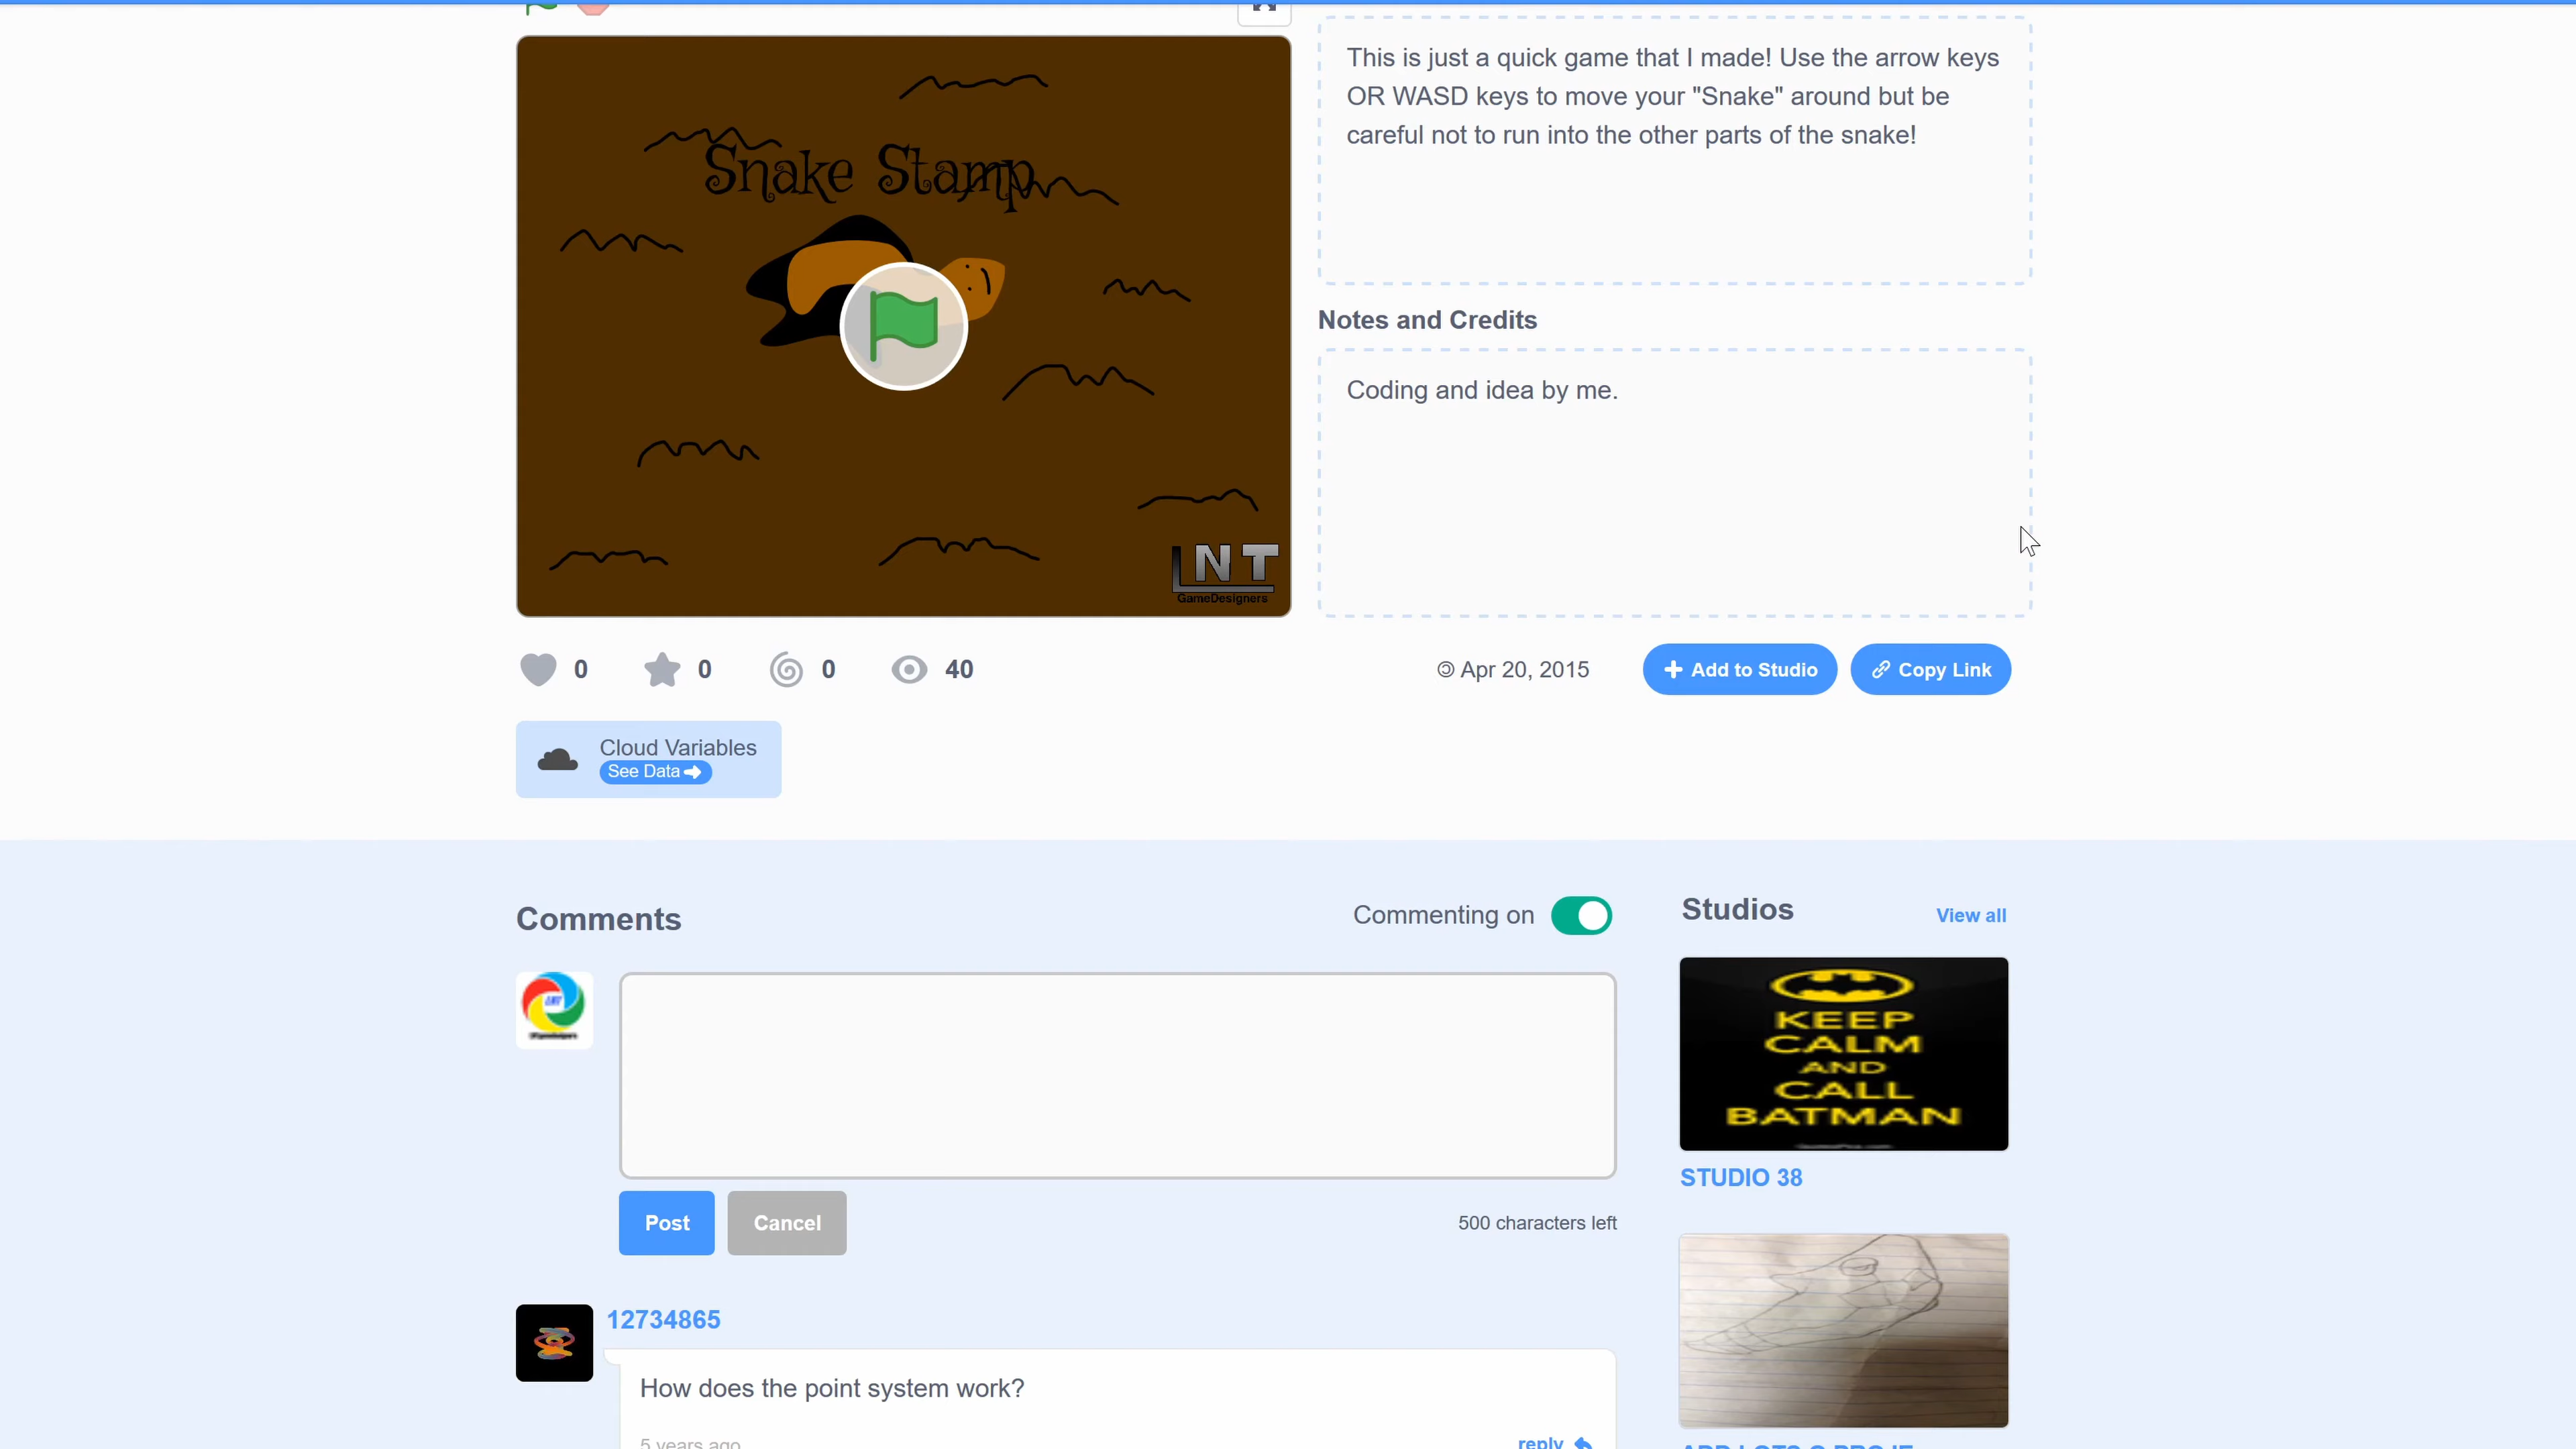 This is just a quick game that I made! Use the arrow keys
OR WASD keys to move your "Snake" around but be
careful not to run into the other parts of the snake!
Snake Stamp
Notes and Credits
Coding and idea by me.
LNT
GameDesigners
0
0
0
40
Apr 20, 2015
Add to Studio
Copy Link
Cloud Variables
See Data
Comments
Commenting on
Studios
View all
KEEP
CALM
AND
CALL
BATMAN
STUDIO 38
Post
Cancel
500 characters left
12734865
How does the point system work?
5 years ago
reply